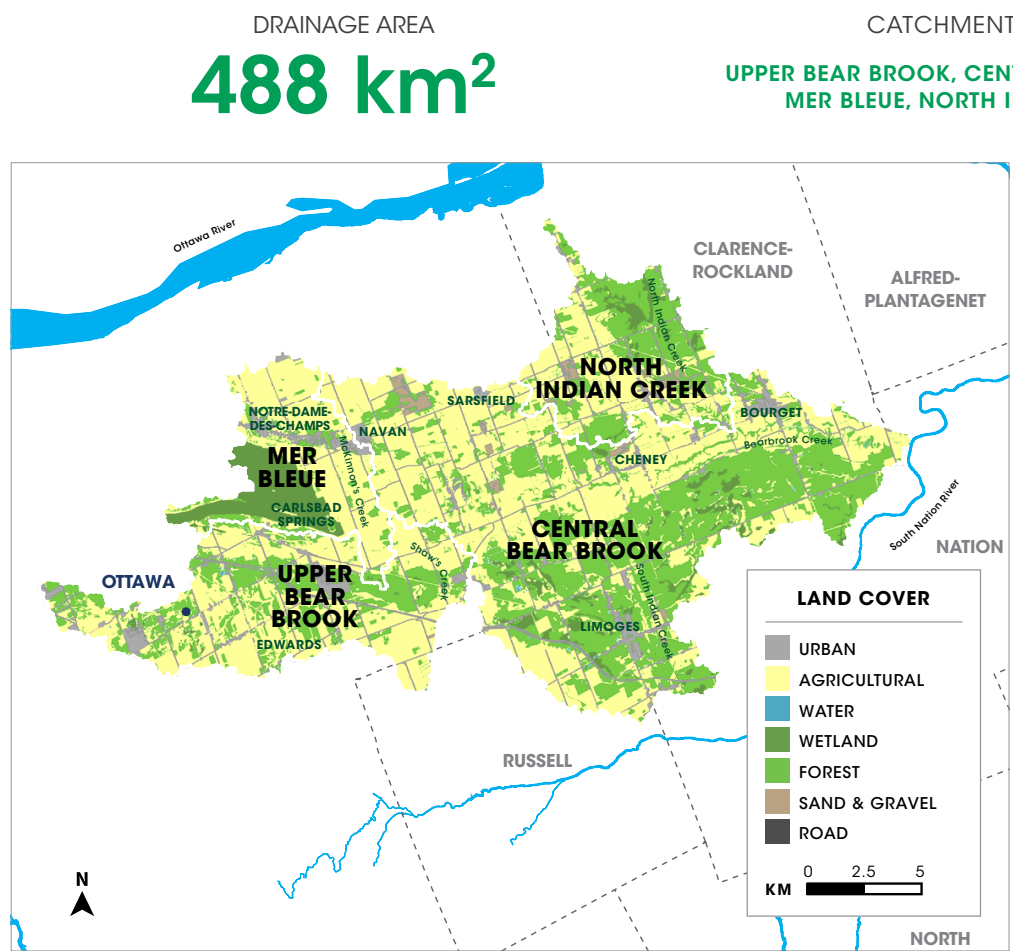 DRAINAGE AREA
488 km²
CATCHMENT
UPPER BEAR BROOK, CENT
MER BLEUE, NORTH I
Ottawa River
CLARENCE-
ROCKLAND
ALFRED-
PLANTAGENET
North Indian Creek
NORTH
INDIAN CREEK
SARSFIELD
BOURGET
NOTRE-DAME-
DES-CHAMPS
NAVAN
Bearbrook Creek
McKinnon's Creek
MER
BLEUE
CHENEY
CARLSBAD
SPRINGS
South Nation River
CENTRAL
BEAR BROOK
NATION
Shaw's Creek
OTTAWA
UPPER
BEAR
BROOK
South Indian Creek
LIMOGES
EDWARDS
RUSSELL
LAND COVER
URBAN
AGRICULTURAL
WATER
WETLAND
FOREST
SAND & GRAVEL
ROAD
0 2.5 5
KM
N
NORTH